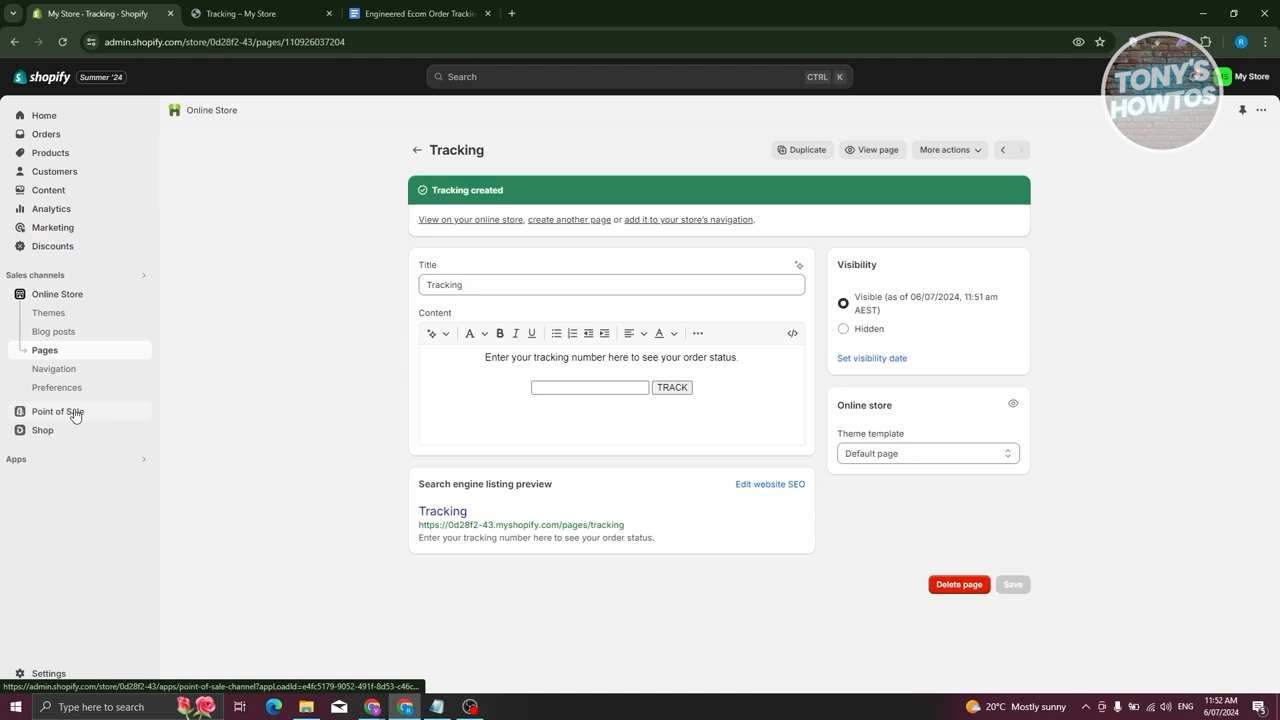 My Store · Tracking · Shopify
Tracking – My Store
Engineered Ecom Order Trackin
admin.shopify.com/store/0d28f2-43/pages/110926037204
R
shopify
Summer '24
Search
CTRL
K
My Store
TONY'S
HOWTOS
Home
Orders
Products
Customers
Content
Analytics
Marketing
Discounts
Sales channels
Online Store
Themes
Blog posts
Pages
Navigation
Preferences
Point of Sale
Shop
Apps
Settings
Online Store
Tracking
Duplicate
View page
More actions
Tracking created
View on your online store, create another page or add it to your store's navigation.
Title
Tracking
Content
A
B
I
U
A
Enter your tracking number here to see your order status.
TRACK
Search engine listing preview
Edit website SEO
Tracking
https://0d28f2-43.myshopify.com/pages/tracking
Enter your tracking number here to see your order status.
Visibility
Visible (as of 06/07/2024, 11:51 am
AEST)
Hidden
Set visibility date
Online store
Theme template
Default page
Delete page
Save
https://admin.shopify.com/store/0d28f2-43/apps/point-of-sale-channel?appLoadId=e4fc5179-9052-491f-8d53-c46c...
Type here to search
20°C Mostly sunny
11:52 AM
6/07/2024